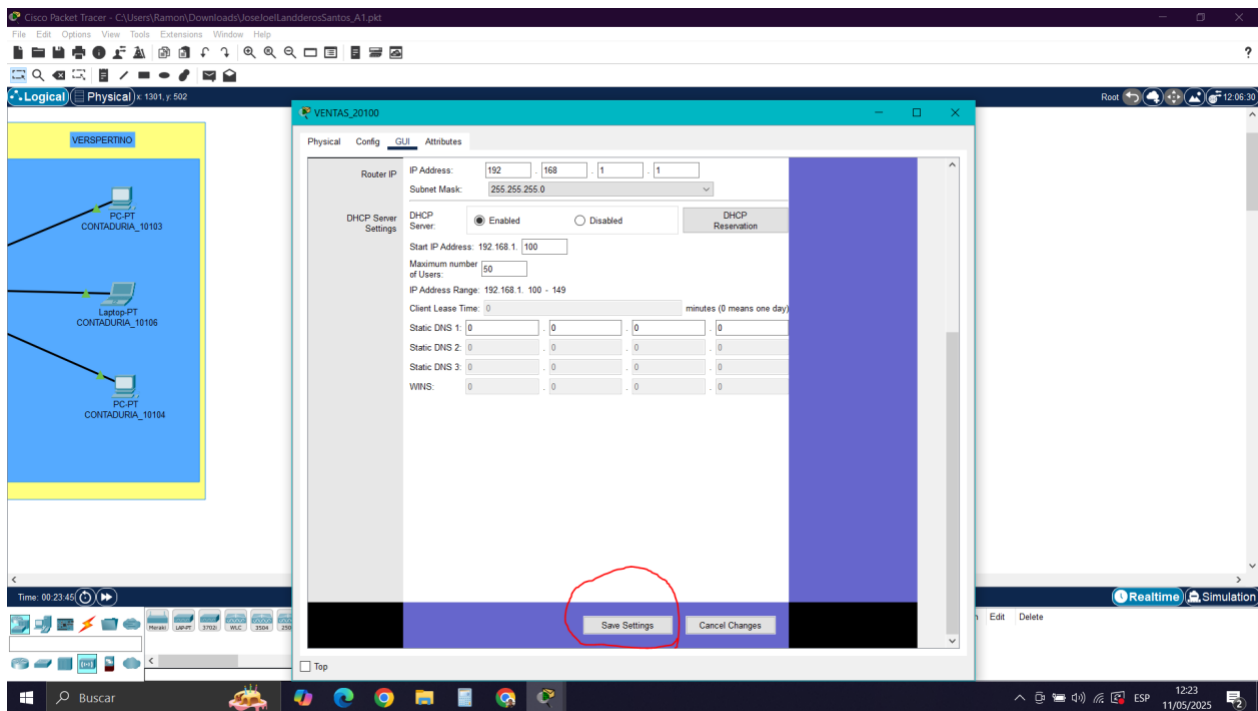 Cisco Packet Tracer - C:\Users\Ramon\Downloads\JoseJoelLandderosSantos_A1.pkt
File Edit Options View Tools Extensions Window Help
?
Logical Physical x: 1301, y: 502
Root 12:06:30
VERSPERTINO
PC-PT
CONTADURIA_10103
Laptop-PT
CONTADURIA_10106
PC-PT
CONTADURIA_10104
VENTAS_20100
Physical Config GUI Attributes
Router IP
IP Address: 192 . 168 . 1 . 1
Subnet Mask: 255.255.255.0
DHCP Server Settings
DHCP Server: Enabled Disabled DHCP Reservation
Start IP Address: 192.168.1. 100
Maximum number of Users: 50
IP Address Range: 192.168.1. 100 - 149
Client Lease Time: 0 minutes (0 means one day)
Static DNS 1: 0 . 0 . 0 . 0
Static DNS 2: 0 . 0 . 0 . 0
Static DNS 3: 0 . 0 . 0 . 0
WINS: 0 . 0 . 0 . 0
Save Settings Cancel Changes
Top
Time: 00:23:45
Realtime Simulation
Meraki LAP-PT 3702i WLC 3504
Edit Delete
Buscar
ESP
12:23
11/05/2025
2